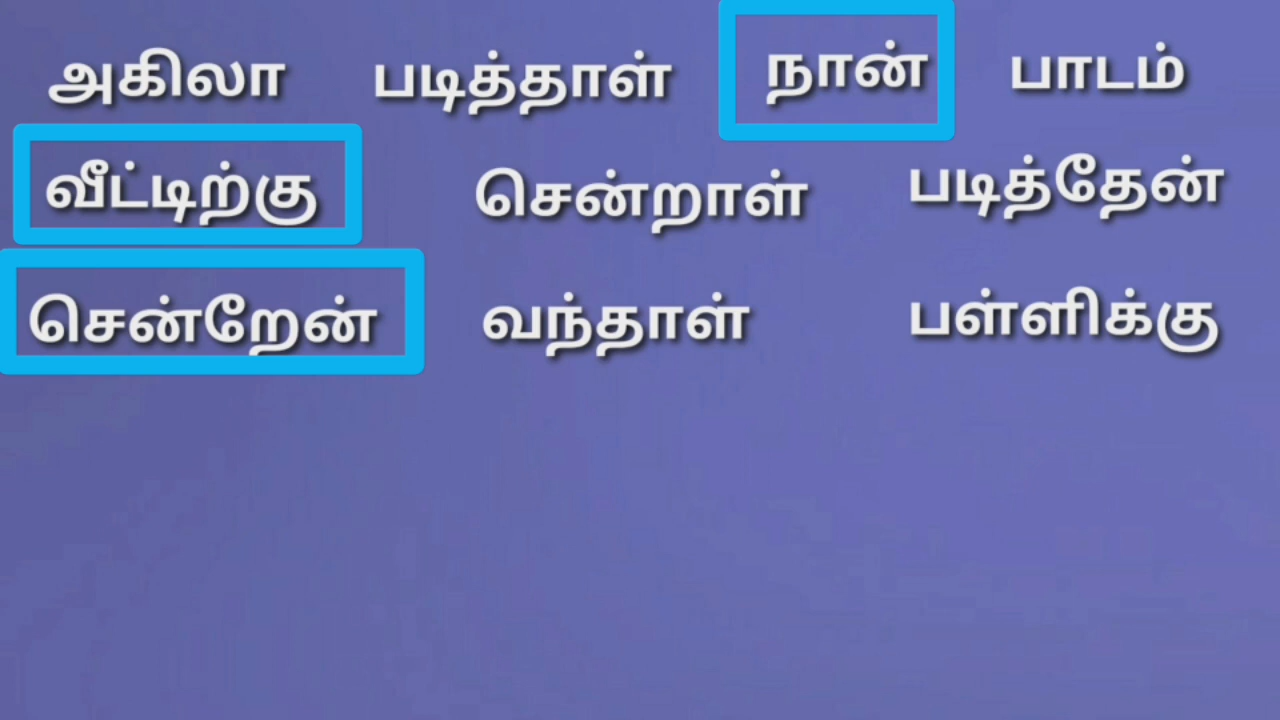 அகிலா படித்தாள் நான் பாடம்
வீட்டிற்கு சென்றாள் படித்தேன்
சென்றேன் வந்தாள் பள்ளிக்கு